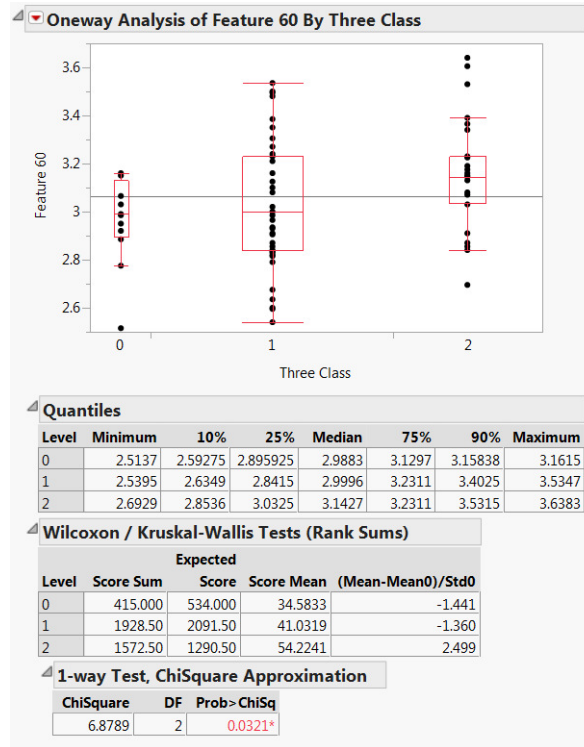 Oneway Analysis of Feature 60 By Three Class
3.6
3.4
3.2
3
2.8
2.6
Feature 60
0 1 2
Three Class
Quantiles
Level Minimum 10% 25% Median 75% 90% Maximum
0 2.5137 2.59275 2.895925 2.9883 3.1297 3.15838 3.1615
1 2.5395 2.6349 2.8415 2.9996 3.2311 3.4025 3.5347
2 2.6929 2.8536 3.0325 3.1427 3.2311 3.5315 3.6383
Wilcoxon / Kruskal-Wallis Tests (Rank Sums)
Expected
Level Score Sum Score Score Mean (Mean-Mean0)/Std0
0 415.000 534.000 34.5833 -1.441
1 1928.50 2091.50 41.0319 -1.360
2 1572.50 1290.50 54.2241 2.499
1-way Test, ChiSquare Approximation
ChiSquare DF Prob>ChiSq
6.8789 2 0.0321*